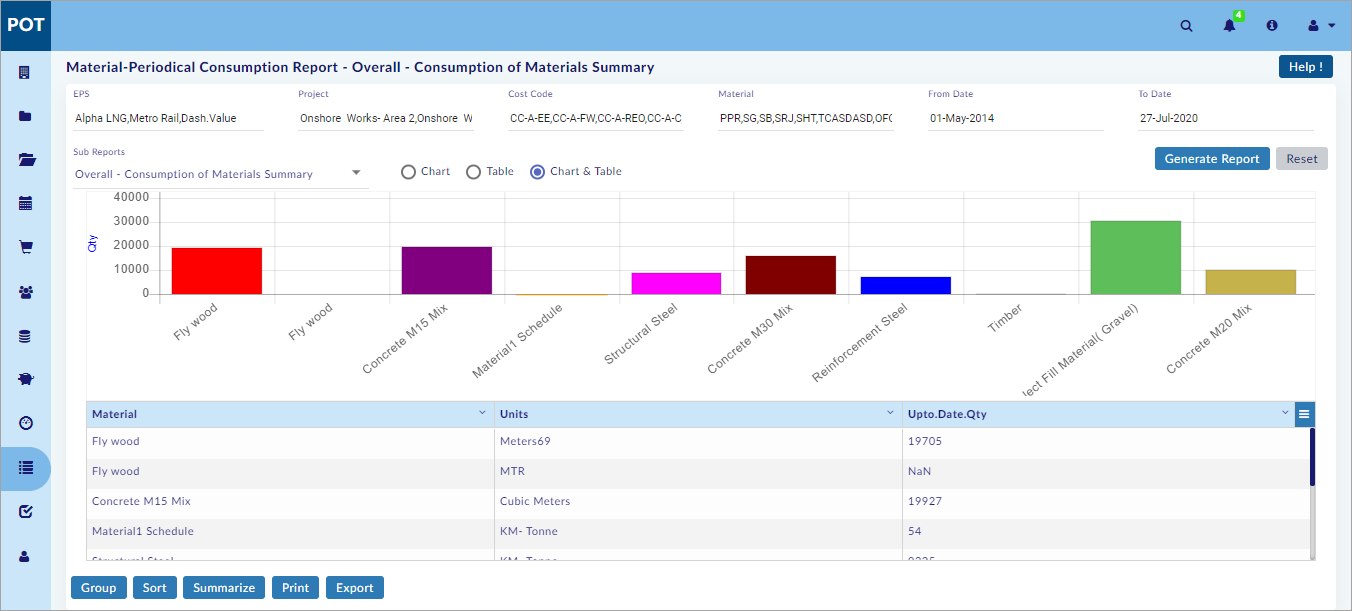 POT
4
Material-Periodical Consumption Report - Overall - Consumption of Materials Summary
Help !
EPS Project Cost Code Material From Date To Date
Alpha LNG,Metro Rail,Dash.Value Onshore Works- Area 2,Onshore W CC-A-EE,CC-A-FW,CC-A-REO,CC-A-C PPR,SG,SB,SRJ,SHT,TCASDASD,OFC 01-May-2014 27-Jul-2020
Sub Reports
Overall - Consumption of Materials Summary
Chart Table Chart & Table
Generate Report Reset
Qty
40000
30000
20000
10000
0
Fly wood
Fly wood
Concrete M15 Mix
Material1 Schedule
Structural Steel
Concrete M30 Mix
Reinforcement Steel
Timber
lect Fill Material( Gravel)
Concrete M20 Mix
Material Units Upto.Date.Qty
Fly wood Meters69 19705
Fly wood MTR NaN
Concrete M15 Mix Cubic Meters 19927
Material1 Schedule KM- Tonne 54
Structural Steel KM- Tonne
Group Sort Summarize Print Export